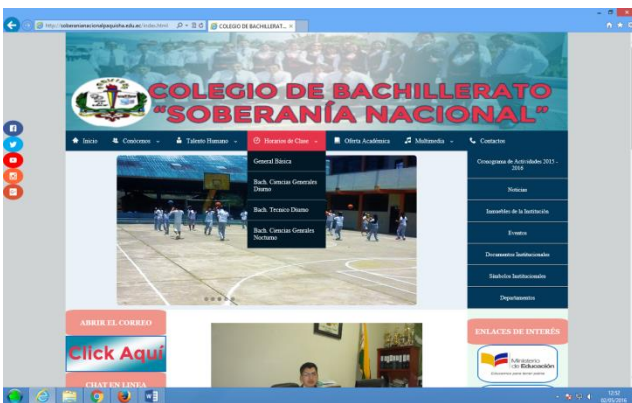 http://soberanianacionalpaquisha.edu.ec/index.html
COLEGIO DE BACHILLERAT...
COLEGIO DE BACHILLERATO
"SOBERANÍA NACIONAL"
Inicio
Conócenos
Talento Humano
Horarios de Clase
Oferta Académica
Multimedia
Contactos
General Básica
Bach. Ciencias Generales
Diurno
Bach. Tecnico Diurno
Bach. Ciencias Genrales
Nocturno
Cronograma de Actividades 2015 -
2016
Noticias
Inmuebles de la Institución
Eventos
Documentos Institucionales
Símbolos Institucionales
Departamentos
ABRIR EL CORREO
Click Aquí
CHAT EN LINEA
ENLACES DE INTERÉS
Ministerio
de Educación
12:52
02/05/2016